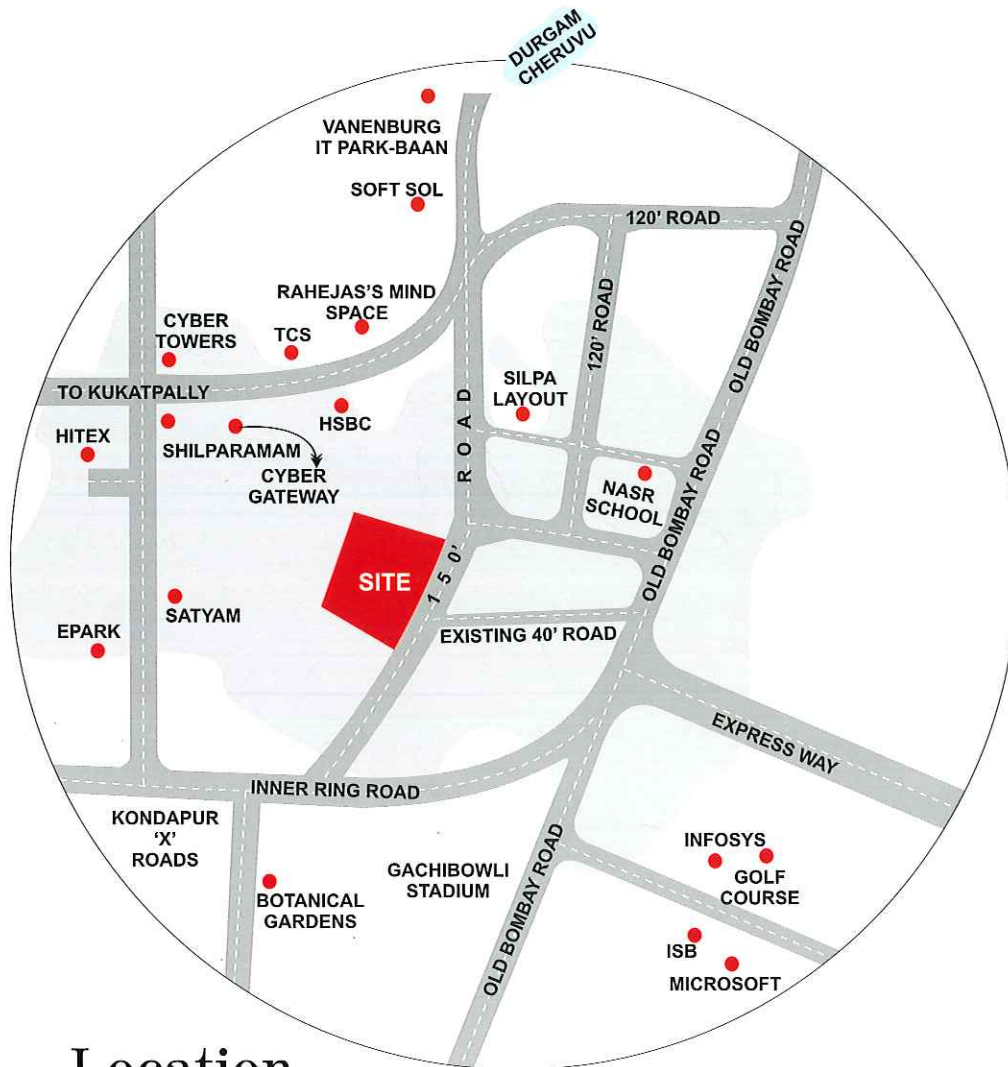 DURGAM
CHERUVU
VANENBURG
IT PARK-BAAN
SOFT SOL
120' ROAD
RAHEJAS'S MIND
SPACE
CYBER
TOWERS
TCS
120' ROAD
OLD BOMBAY ROAD
TO KUKATPALLY
SILPA
LAYOUT
HSBC
ROAD
HITEX
SHILPARAMAM
CYBER
GATEWAY
NASR
SCHOOL
OLD BOMBAY ROAD
SITE
150'
SATYAM
EPARK
EXISTING 40' ROAD
EXPRESS WAY
INNER RING ROAD
KONDAPUR
‘X’
ROADS
GACHIBOWLI
STADIUM
BOTANICAL
GARDENS
OLD BOMBAY ROAD
INFOSYS
GOLF
COURSE
ISB
MICROSOFT
Location